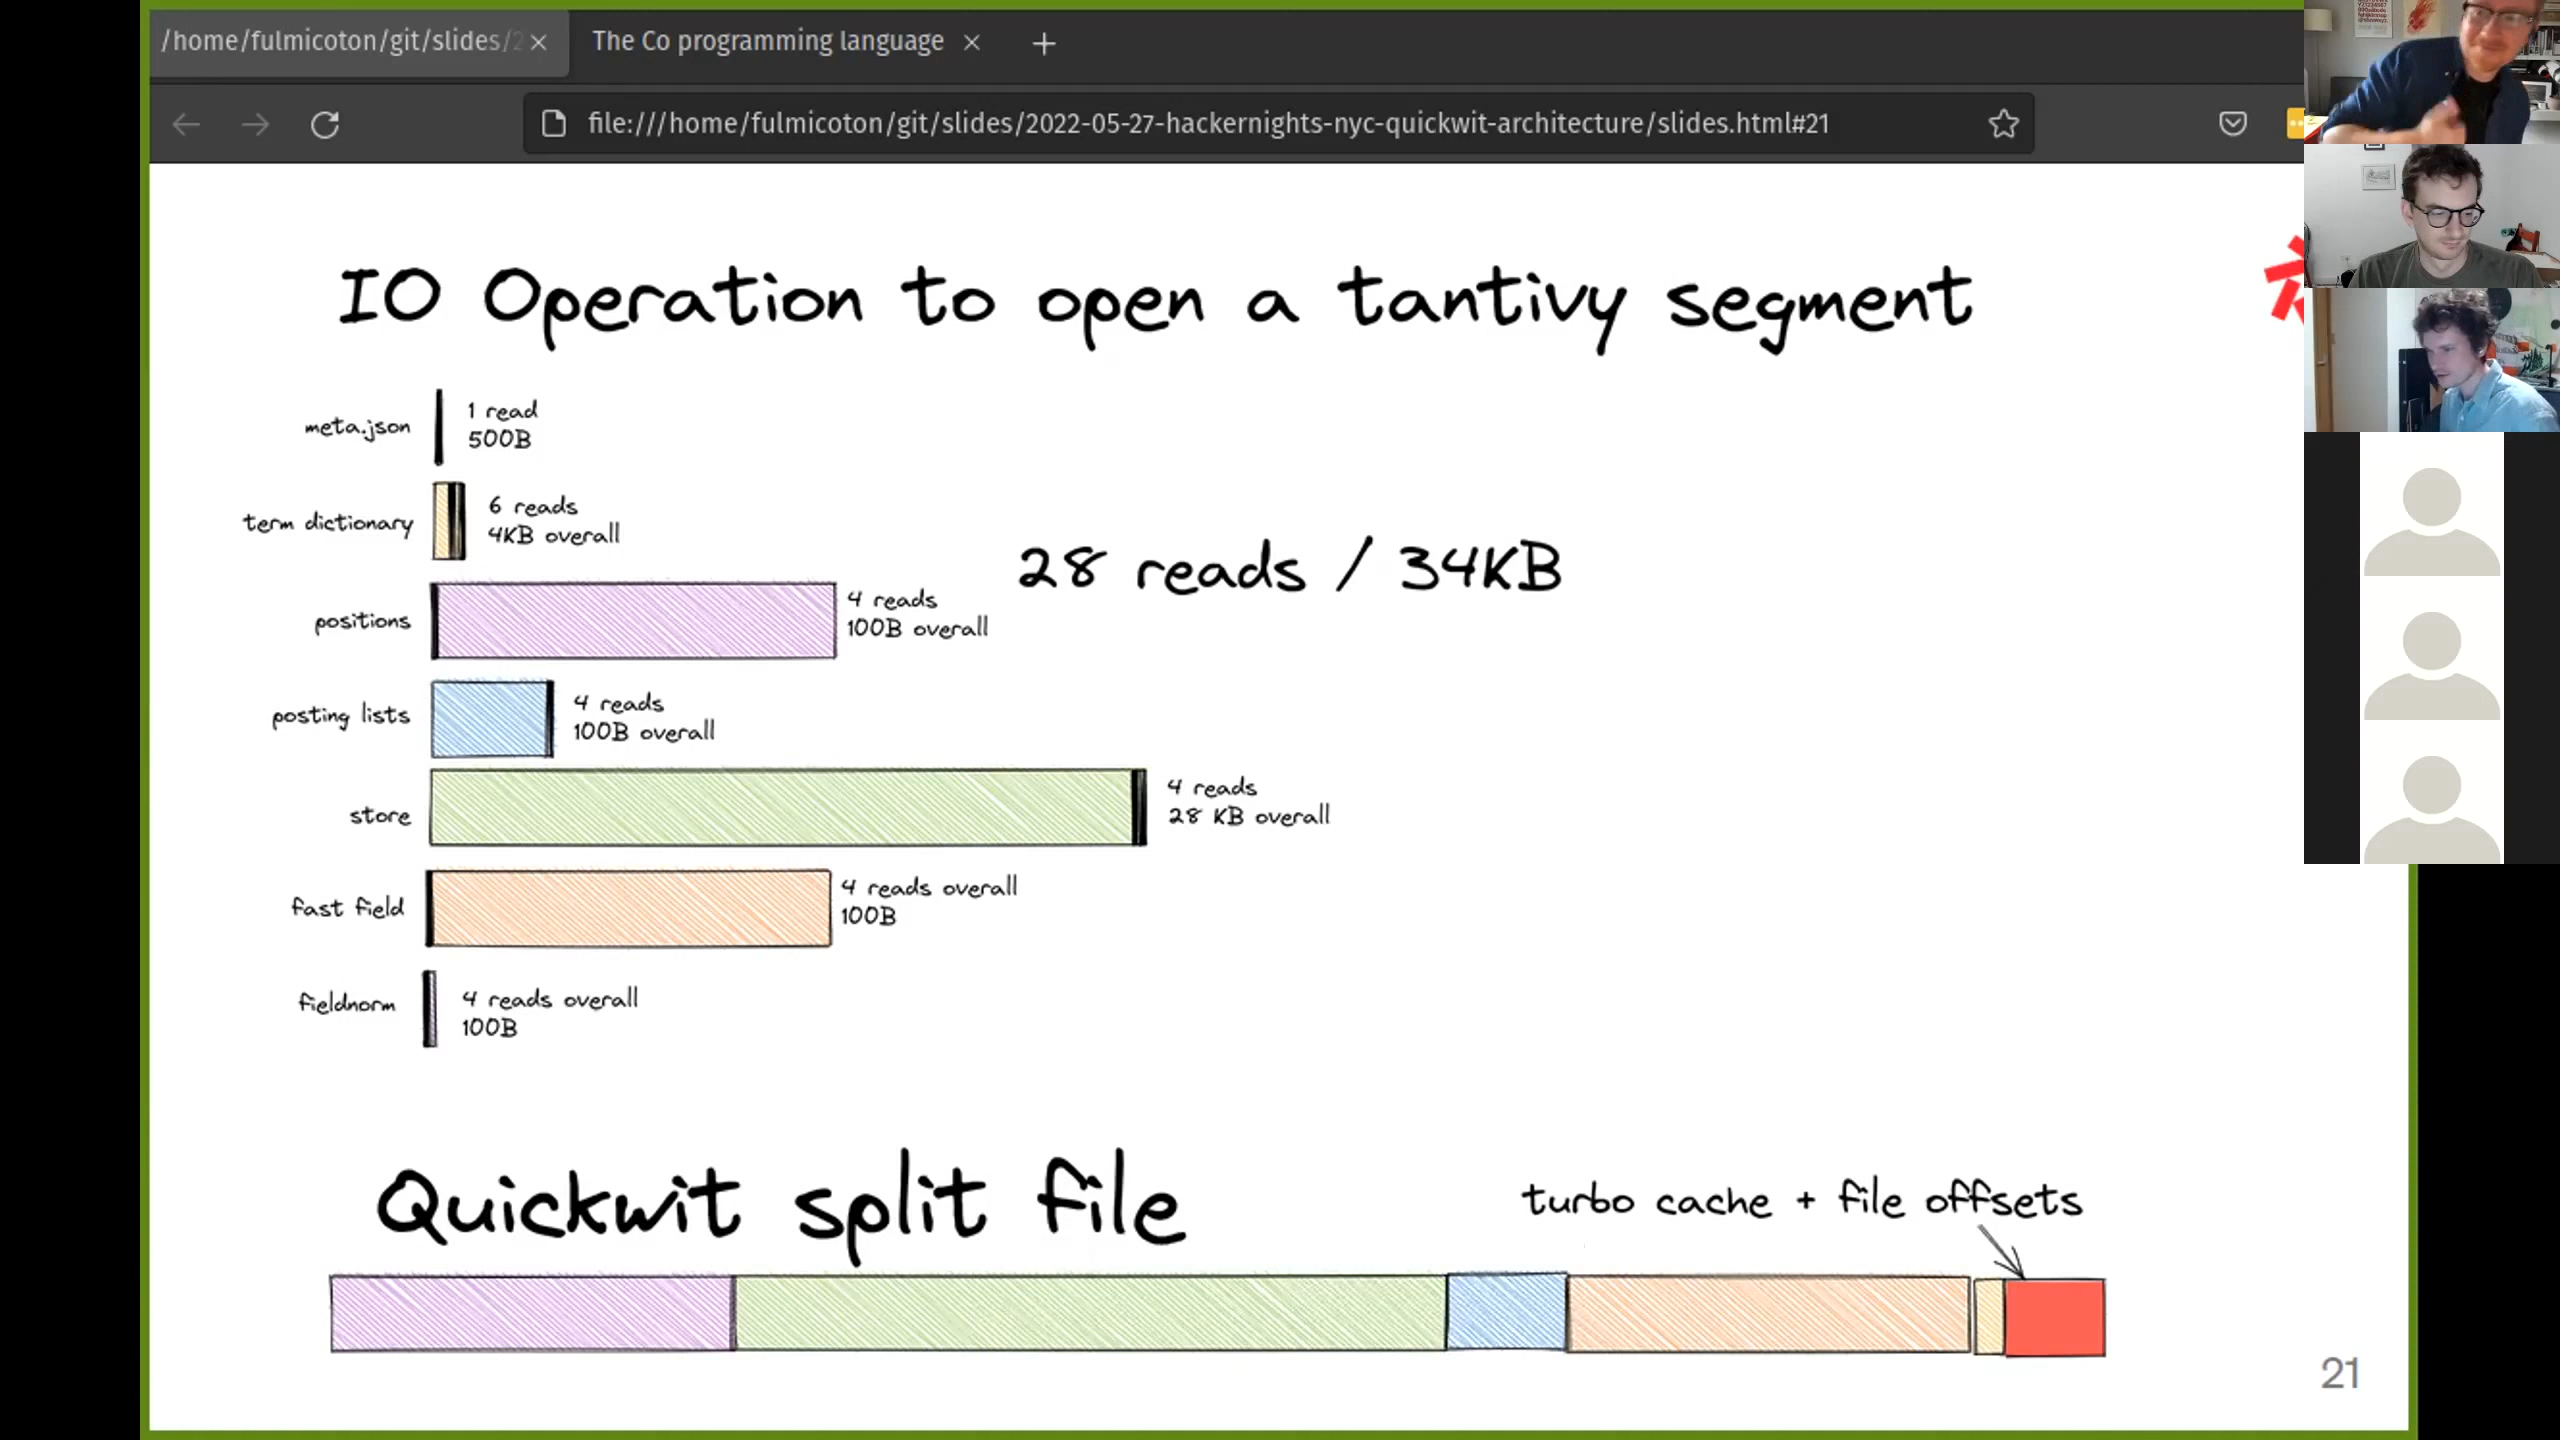 /home/fulmicoton/git/slides/2
The Co programming language
file:///home/fulmicoton/git/slides/2022-05-27-hackernights-nyc-quickwit-architecture/slides.html#21
IO Operation to open a tantivy segment
meta.json
1 read
500B
term dictionary
6 reads
4KB overall
28 reads / 34KB
positions
4 reads
100B overall
posting lists
4 reads
100B overall
store
4 reads
28 KB overall
fast field
4 reads overall
100B
fieldnorm
4 reads overall
100B
Quickwit split file
turbo cache + file offsets
21